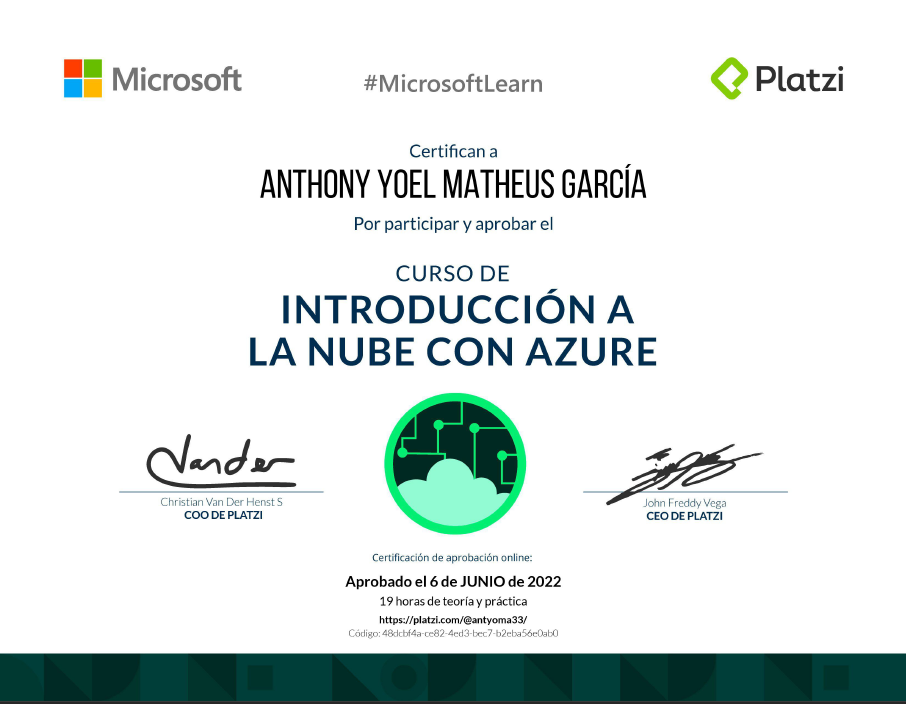 Microsoft
#MicrosoftLearn
Platzi
Certifican a
ANTHONY YOEL MATHEUS GARCÍA
Por participar y aprobar el
CURSO DE
INTRODUCCIÓN A
LA NUBE CON AZURE
Vander
Christian Van Der Henst S
COO DE PLATZI
John Freddy Vega
CEO DE PLATZI
Certificación de aprobación online:
Aprobado el 6 de JUNIO de 2022
19 horas de teoría y práctica
https://platzi.com/@antyoma33/
Código: 48dcbf4a-ce82-4ed3-bec7-b2eba56e0ab0